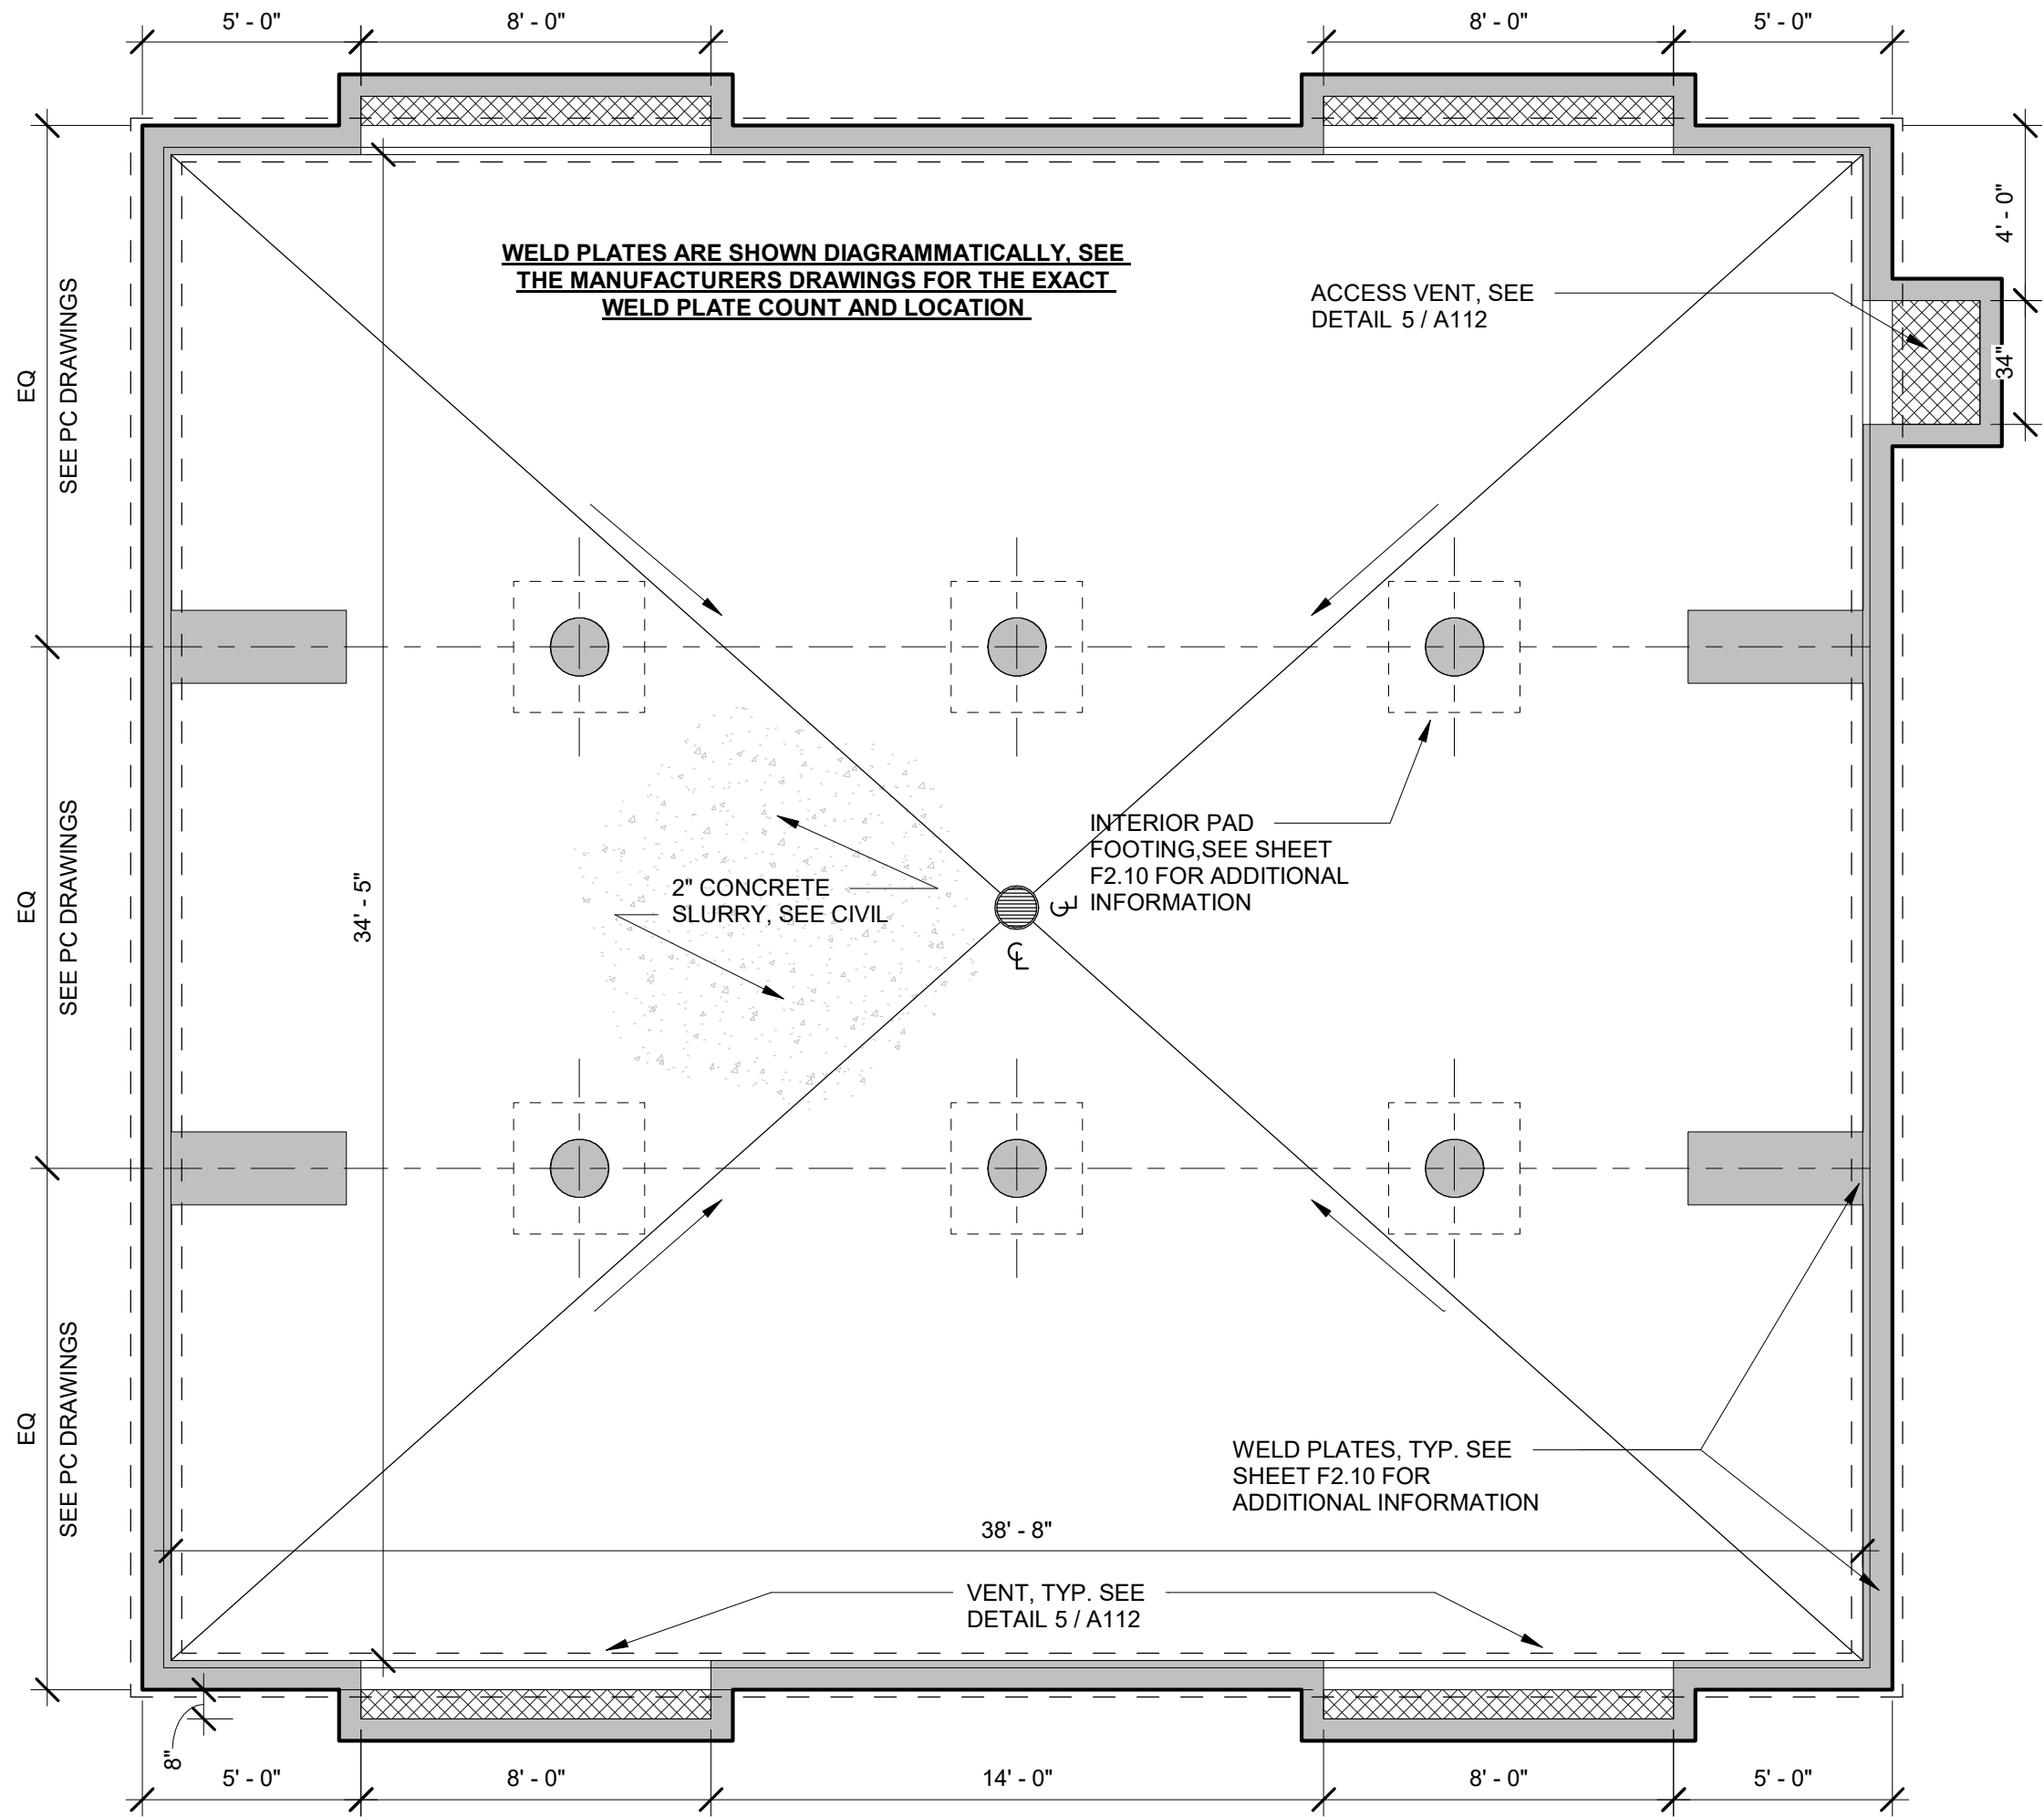 5' - 0"
8' - 0"
8' - 0"
5' - 0"
WELD PLATES ARE SHOWN DIAGRAMMATICALLY, SEE
THE MANUFACTURERS DRAWINGS FOR THE EXACT
WELD PLATE COUNT AND LOCATION
ACCESS VENT, SEE
DETAIL 5 / A112
4' - 0"
34"
EQ
SEE PC DRAWINGS
EQ
SEE PC DRAWINGS
EQ
SEE PC DRAWINGS
34' - 5"
2" CONCRETE
SLURRY, SEE CIVIL
INTERIOR PAD
FOOTING,SEE SHEET
F2.10 FOR ADDITIONAL
INFORMATION
CL
CL
WELD PLATES, TYP. SEE
SHEET F2.10 FOR
ADDITIONAL INFORMATION
38' - 8"
VENT, TYP. SEE
DETAIL 5 / A112
8"
5' - 0"
8' - 0"
14' - 0"
8' - 0"
5' - 0"